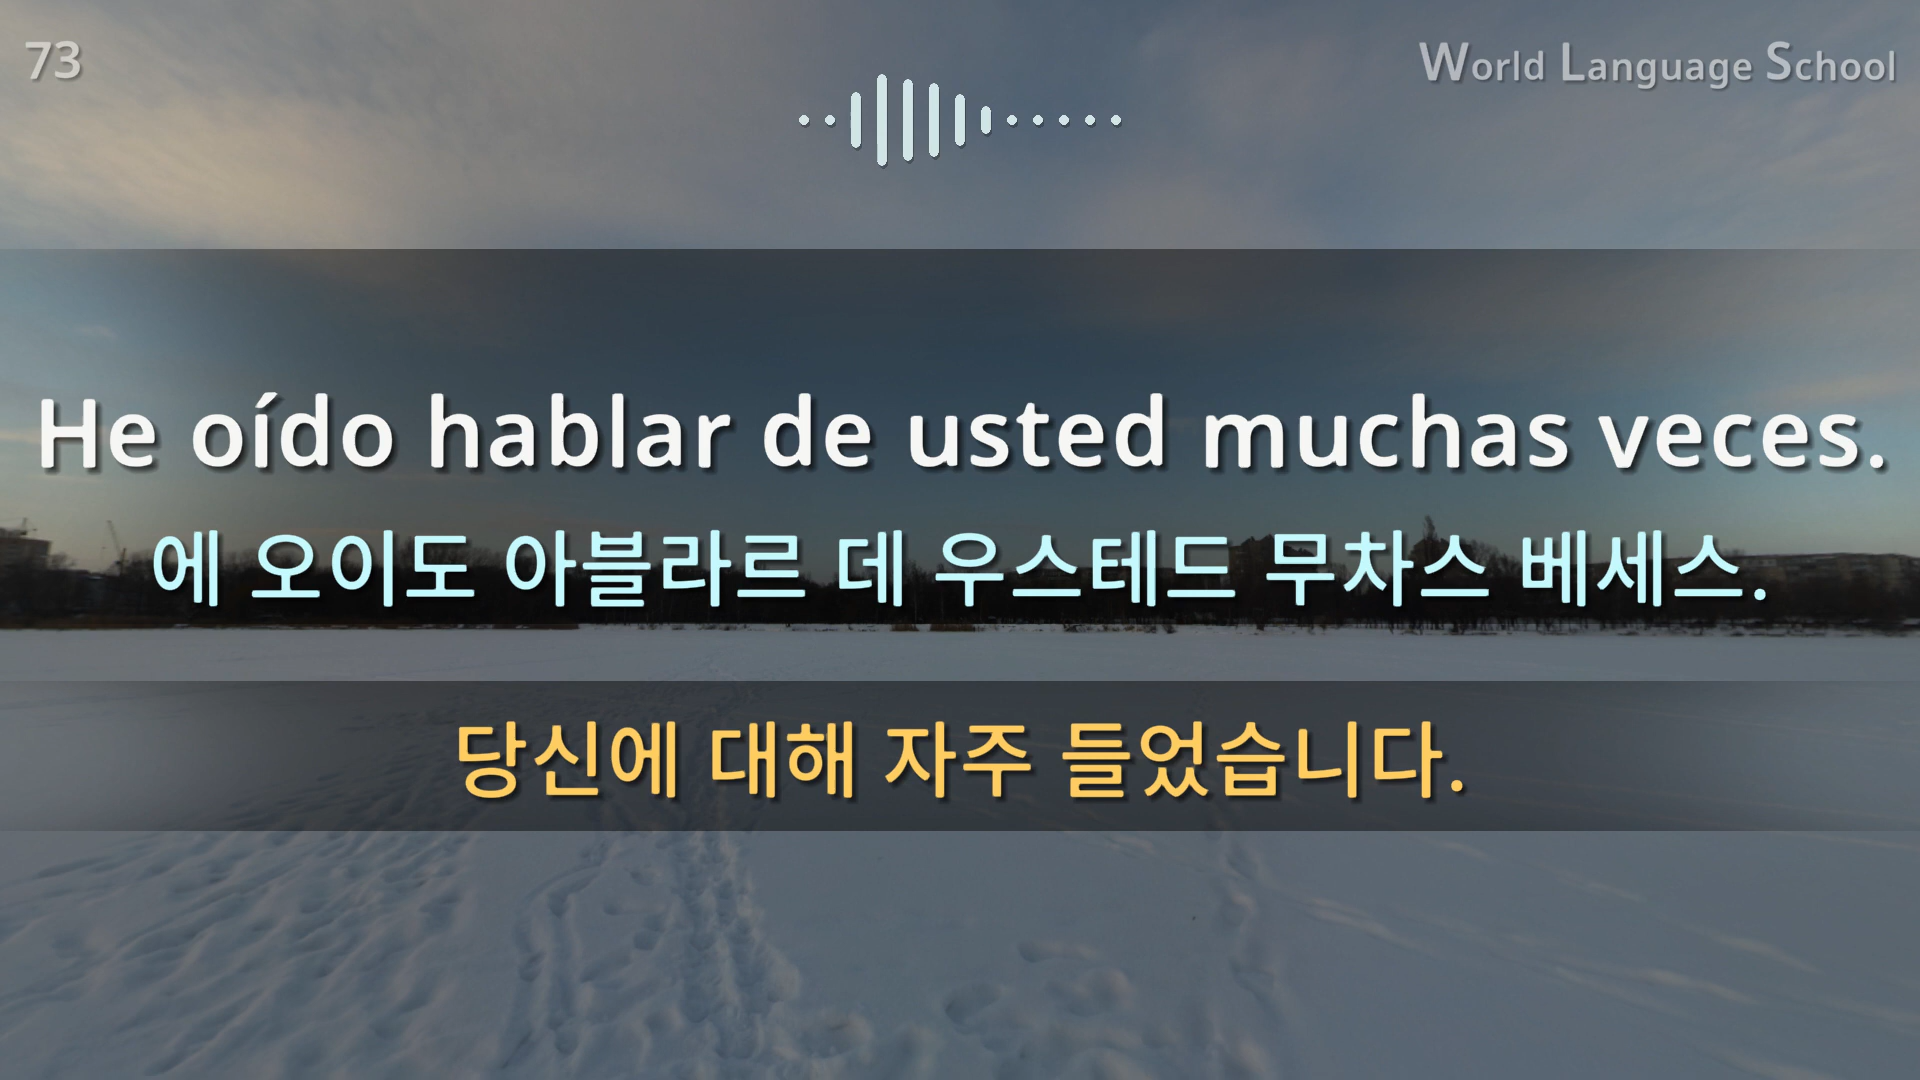 73
World Language School
He oído hablar de usted muchas veces.
에 오이도 아블라르 데 우스테드 무차스 베세스.
당신에 대해 자주 들었습니다.